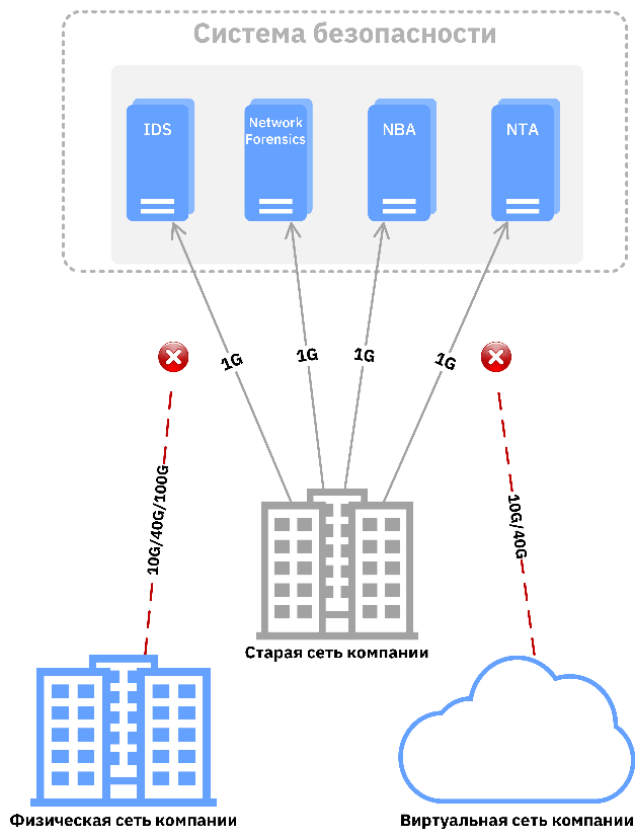 Система безопасности
IDS
Network
Forensics
NBA
NTA
1G
1G
1G
1G
10G/40G/100G
10G/40G
Старая сеть компании
Физическая сеть компании
Виртуальная сеть компании